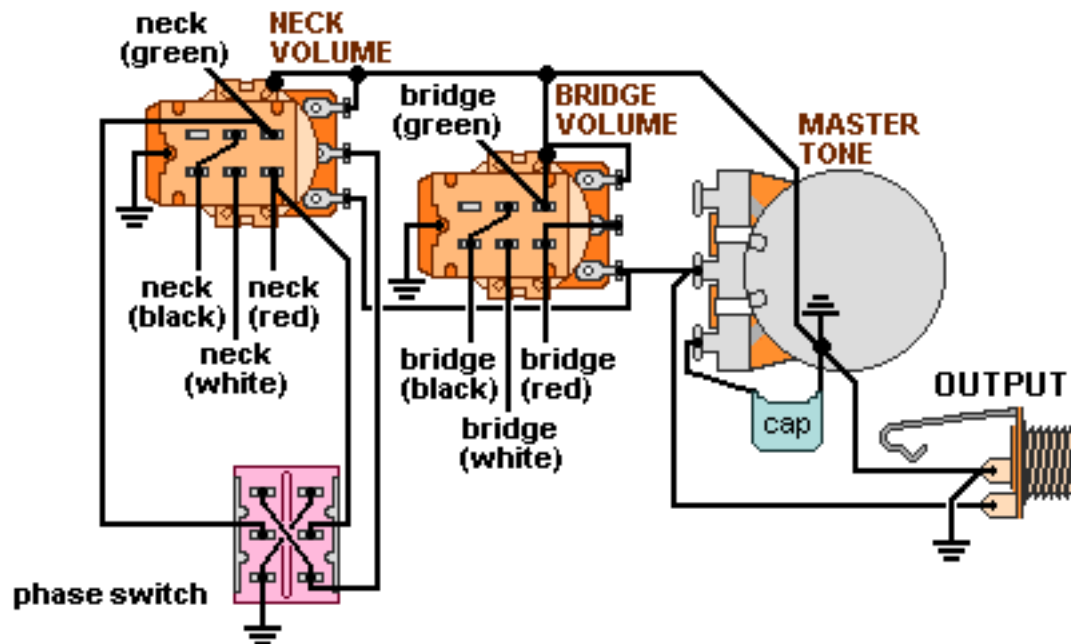 neck
(green)
NECK
VOLUME
bridge
(green)
BRIDGE
VOLUME
MASTER
TONE
neck
(black)
neck
(red)
neck
(white)
bridge
(black)
bridge
(red)
bridge
(white)
cap
OUTPUT
phase switch